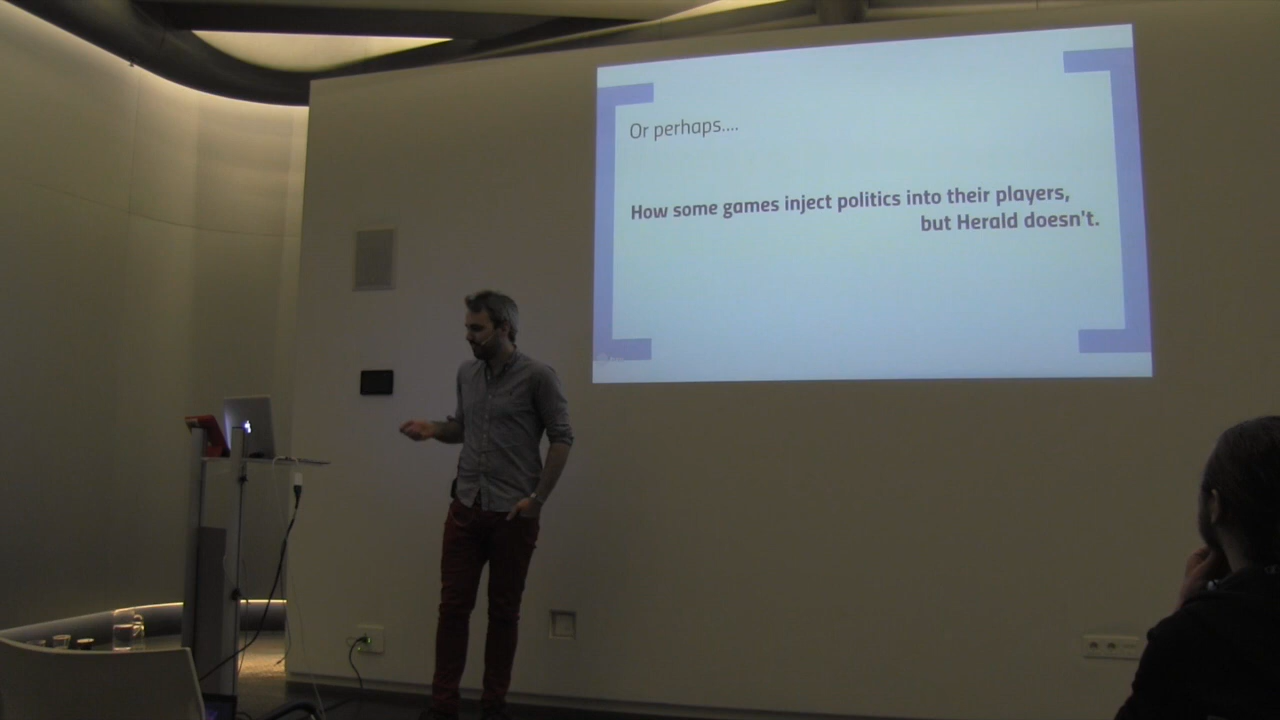 Or perhaps....
How some games inject politics into their players,
but Herald doesn't.